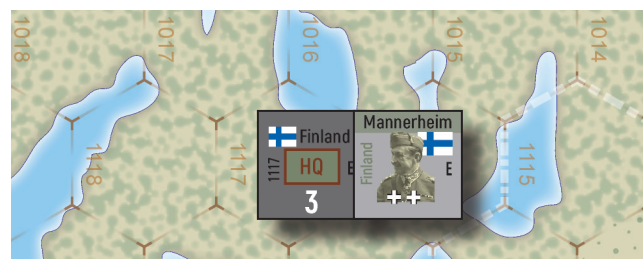 1018
1017
1016
1015
1014
Mannerheim
Finland
1117
HQ
E
3
Finland
E
++
1118
1117
1115